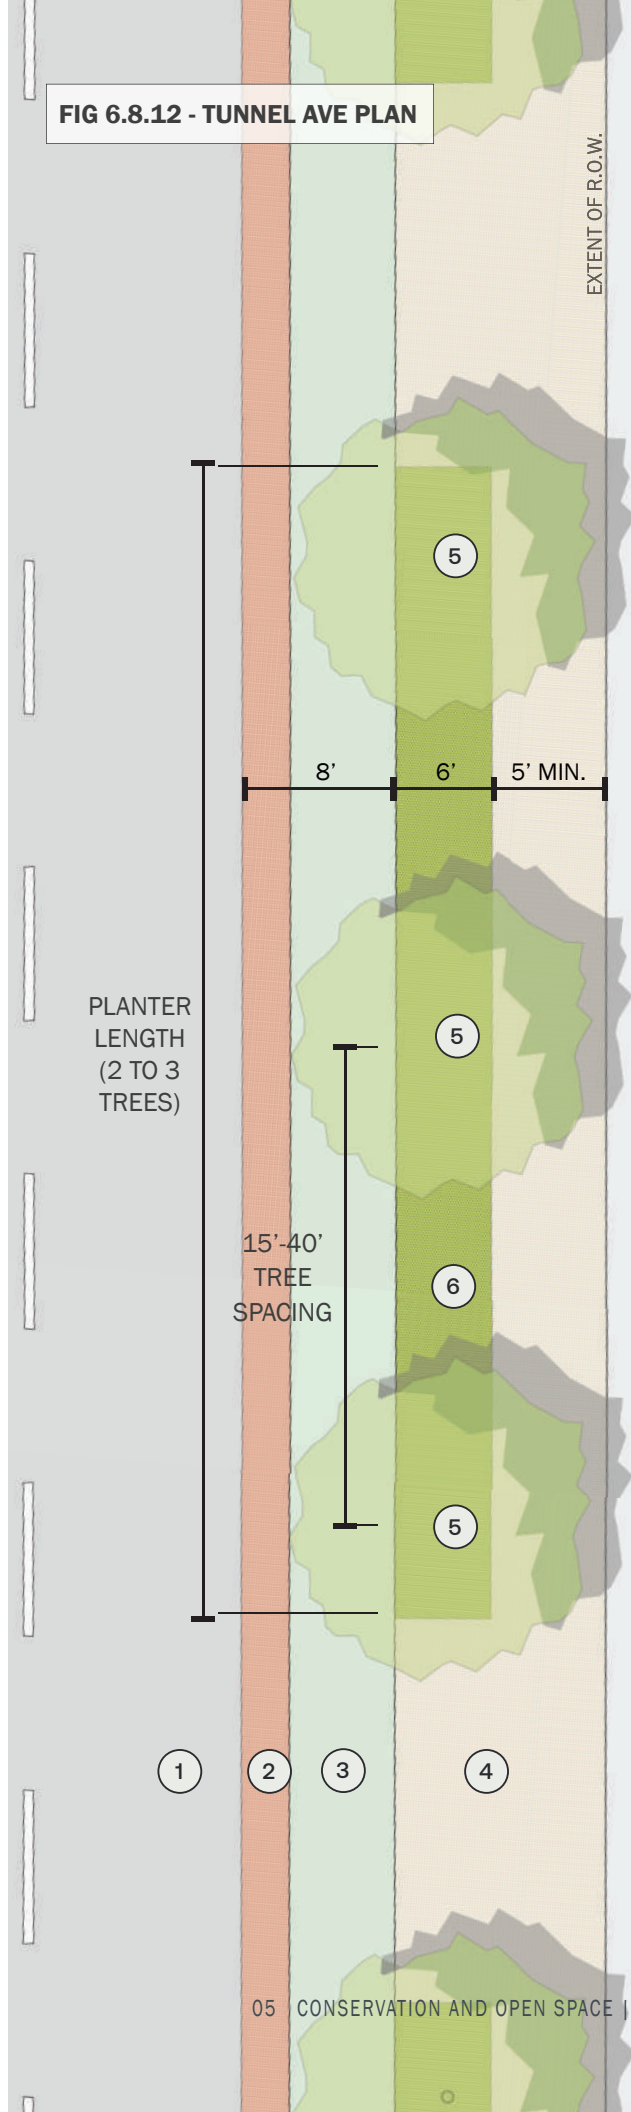 FIG 6.8.12 - TUNNEL AVE PLAN
EXTENT OF R.O.W.
5
8’
6’
5’ MIN.
5
PLANTER
LENGTH
(2 TO 3
TREES)
15’-40’
TREE
SPACING
6
5
1
2
3
4
05 CONSERVATION AND OPEN SPACE |